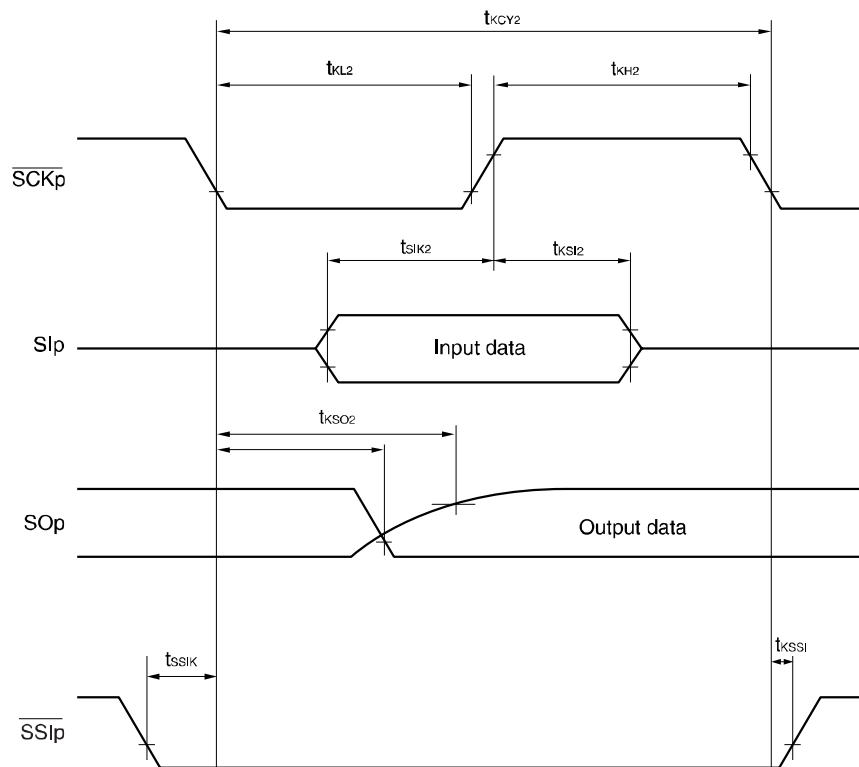 tKCY2
tKL2
tKH2
SCKp
tSIK2
tKSI2
SIp
Input data
tKSO2
SOp
Output data
tSSIK
tKSSI
SSIp